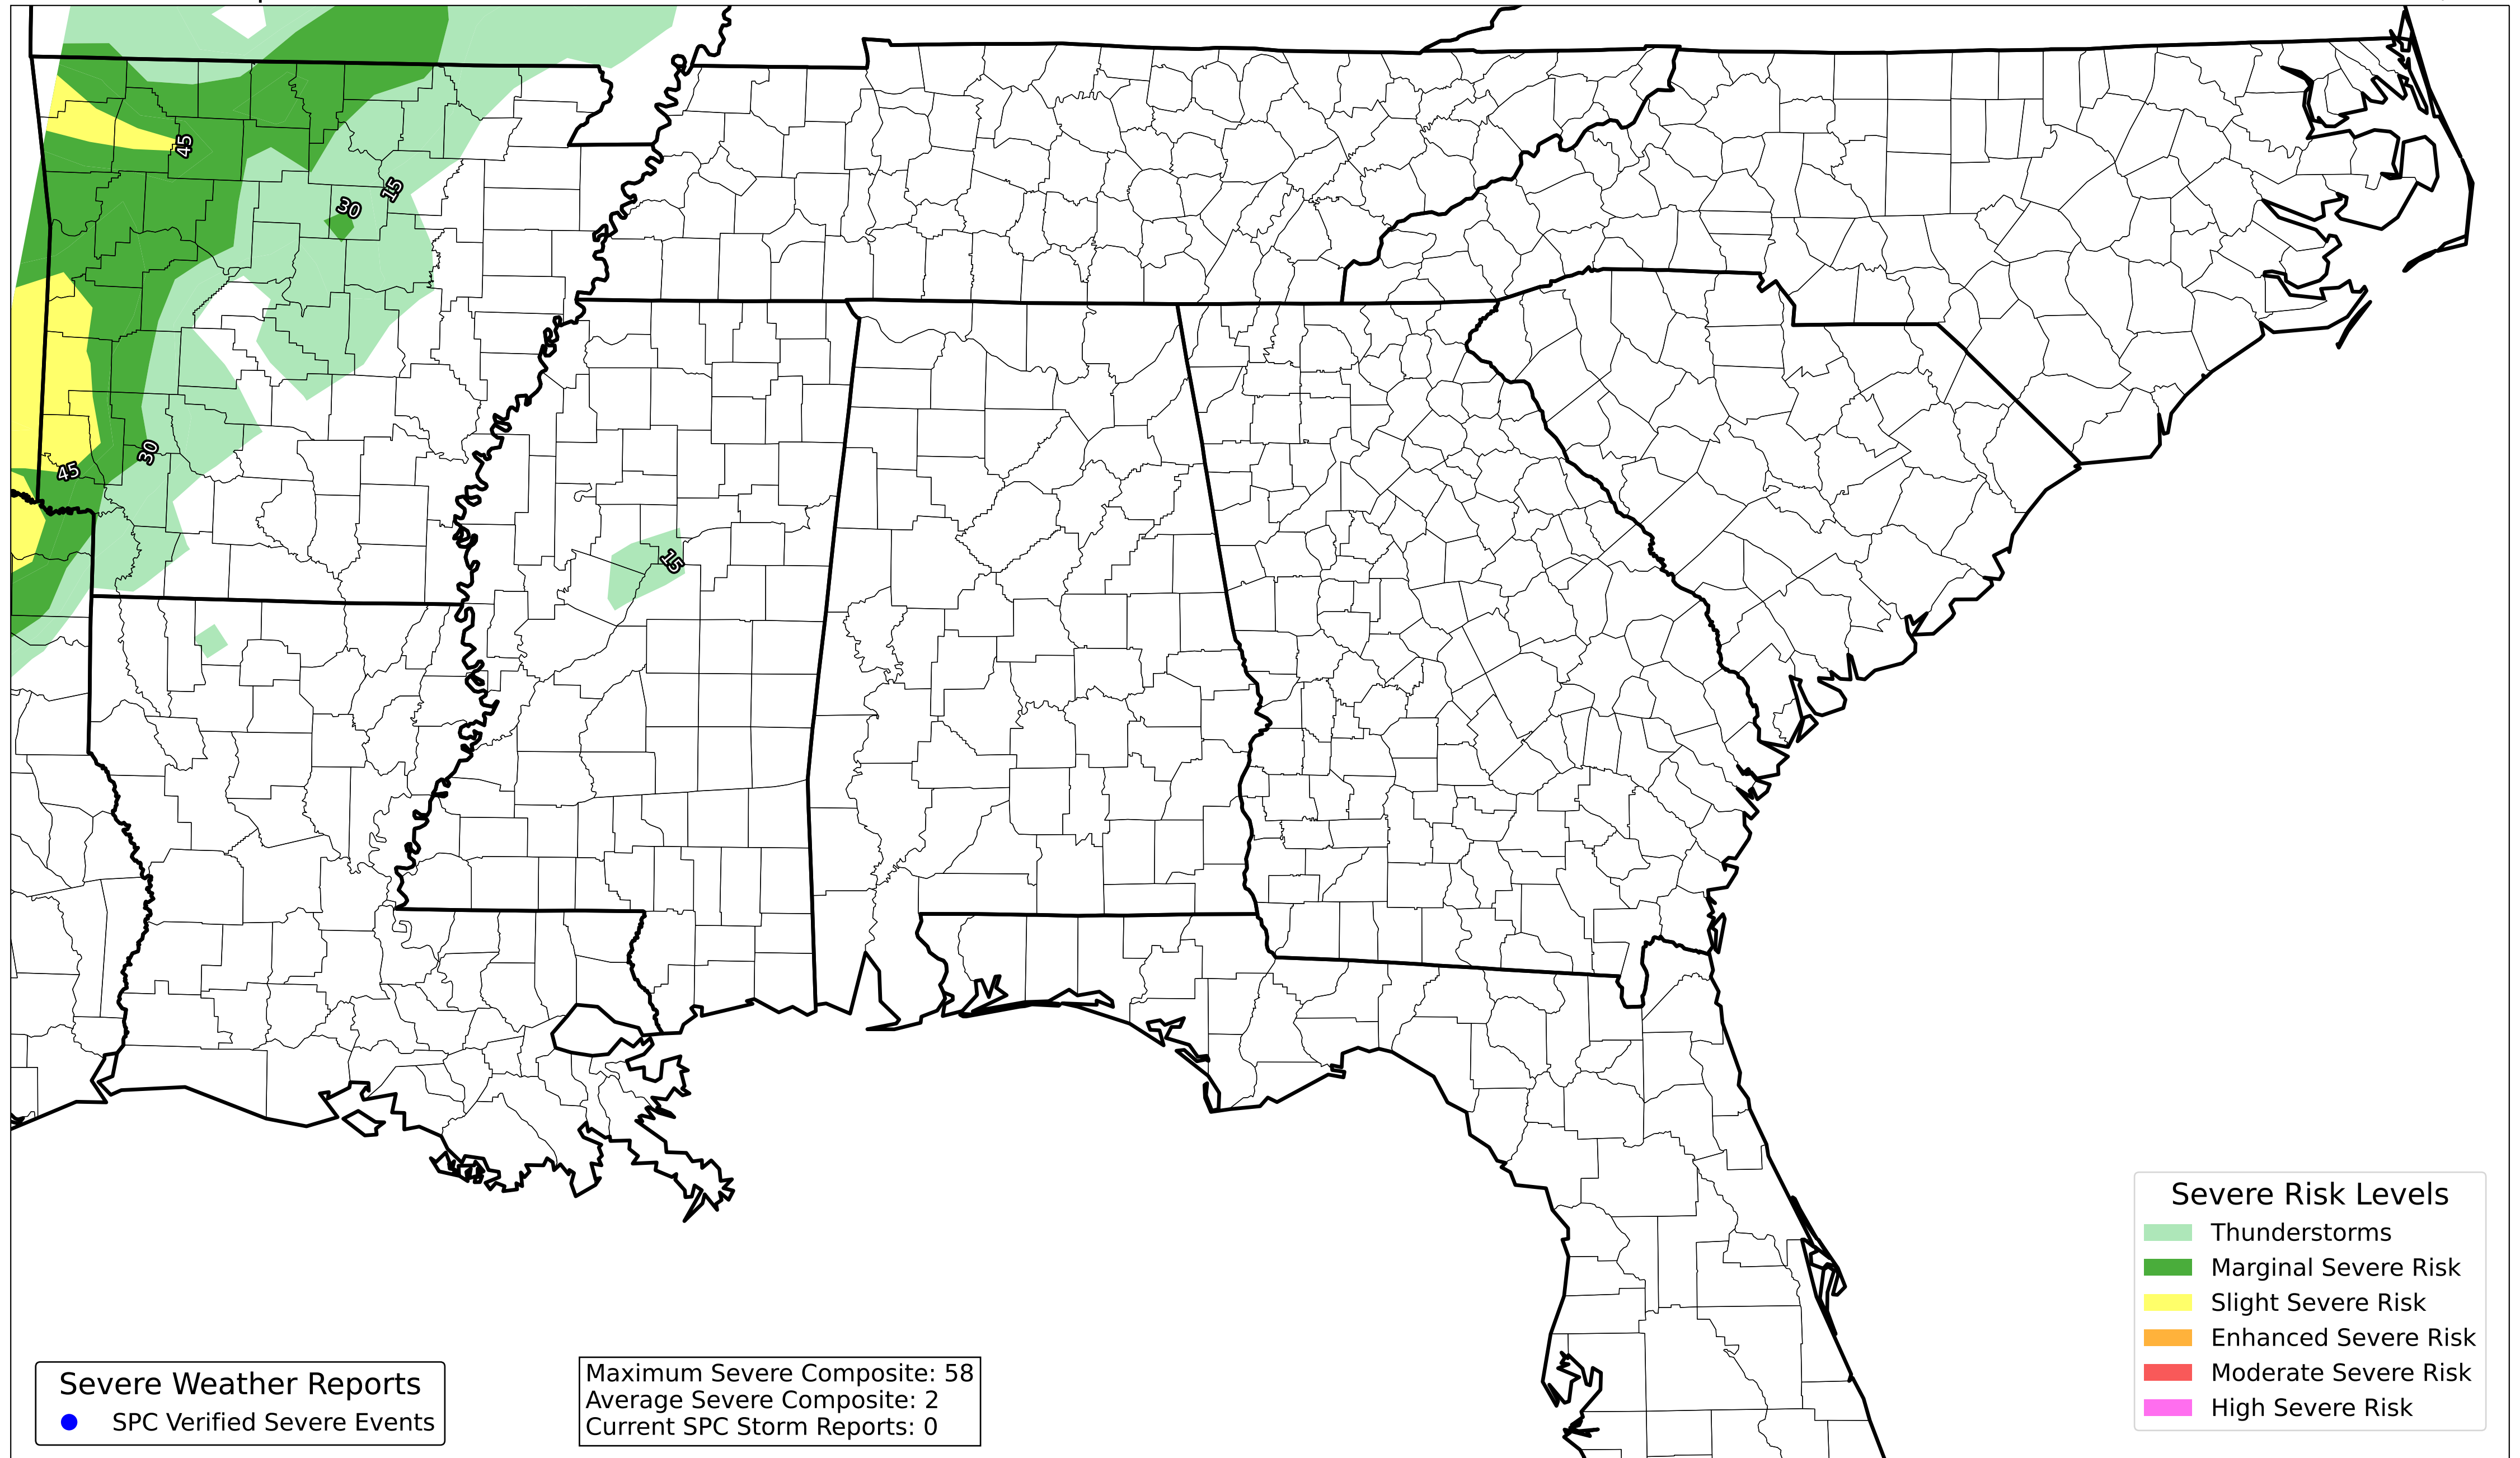 45
15
30
30
45
15
Severe Risk Levels
Thunderstorms
Marginal Severe Risk
Slight Severe Risk
Enhanced Severe Risk
Moderate Severe Risk
High Severe Risk
Severe Weather Reports
SPC Verified Severe Events
Maximum Severe Composite: 58
Average Severe Composite: 2
Current SPC Storm Reports: 0